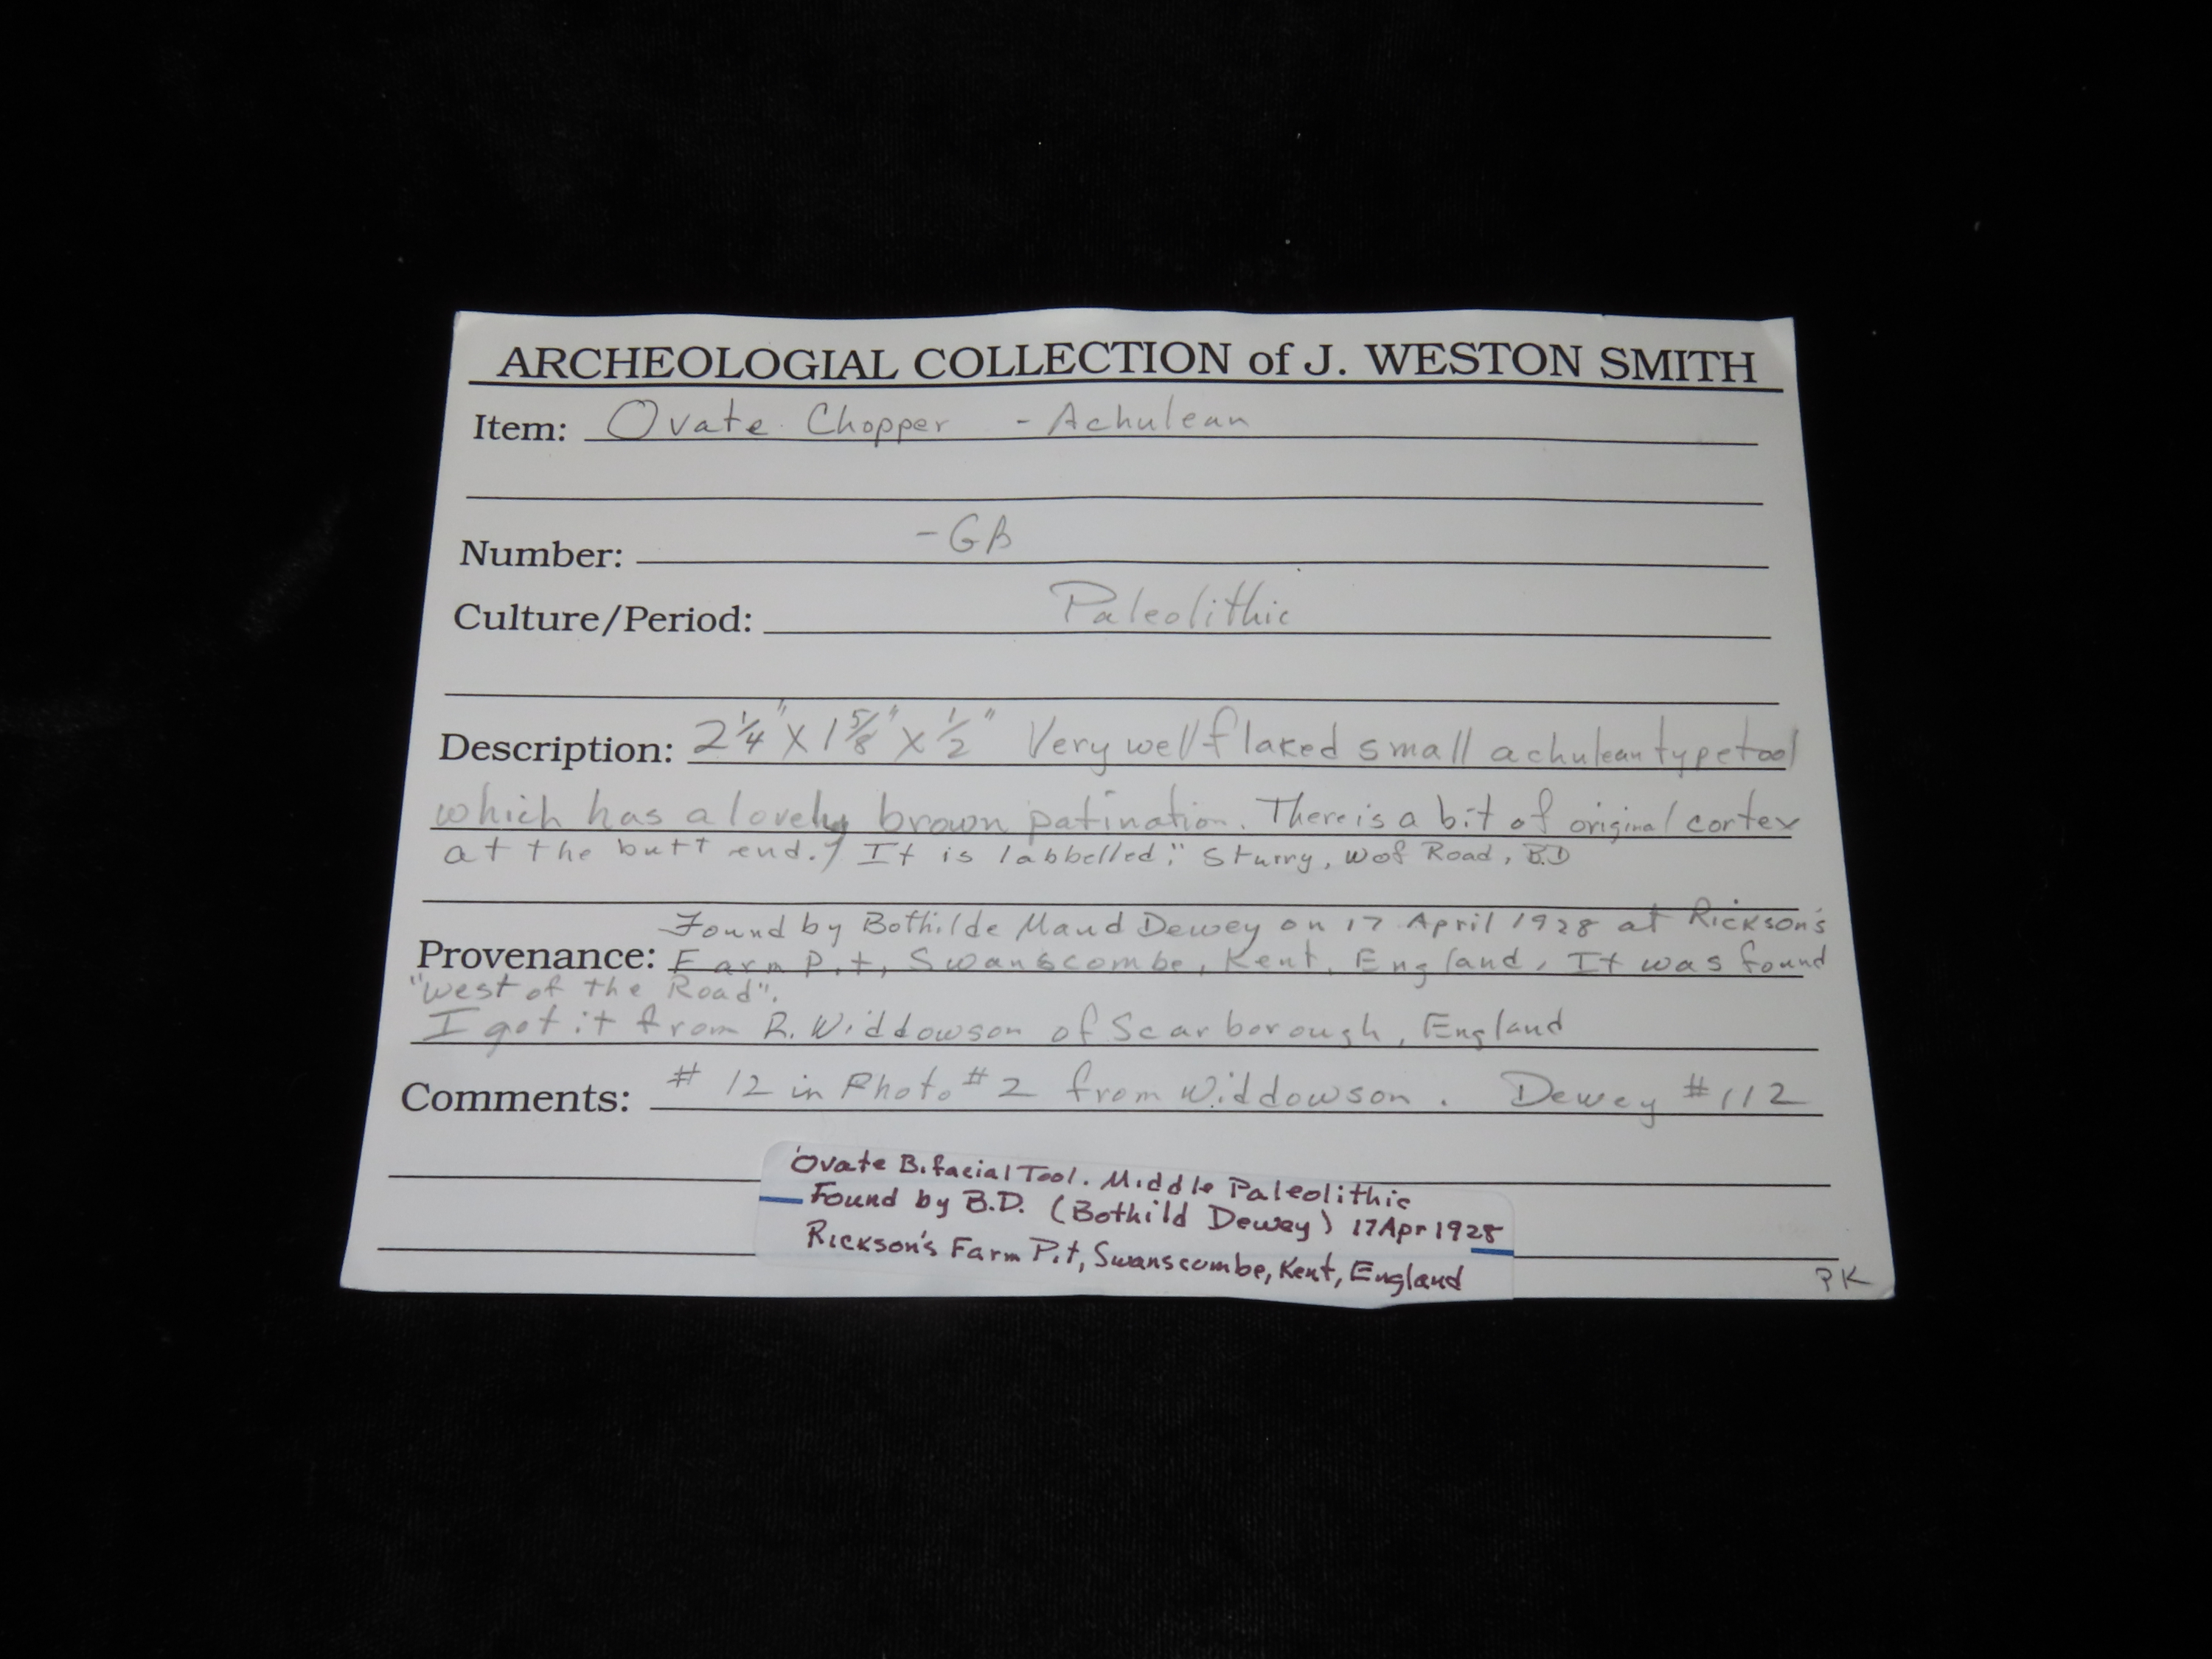 ARCHEOLOGIAL COLLECTION of J. WESTON SMITH
Item: Ovate Chopper - Achulean
Number: -GB
Culture/Period: Paleolithic
Description: 2 1/4" X 1 5/8" X 1/2" Very well flaked small achulean type tool
which has a lovely brown patination. There is a bit of original cortex
at the butt end. It is labbelled: " Sturry, W of Road, B.D
Found by Bothilde Maud Dewey on 17 April 1928 at Rickson's
Provenance: Farm Pit, Swanscombe, Kent, England. It was found
"West of the Road".
I got it from R. Widdowson of Scarborough, England
Comments: # 12 in Photo #2 from Widdowson. Dewey #112
Ovate Bifacial Tool. Middle Paleolithic
Found by B.D. (Bothild Dewey) 17 Apr 1928
Rickson's Farm Pit, Swanscombe, Kent, England
PK